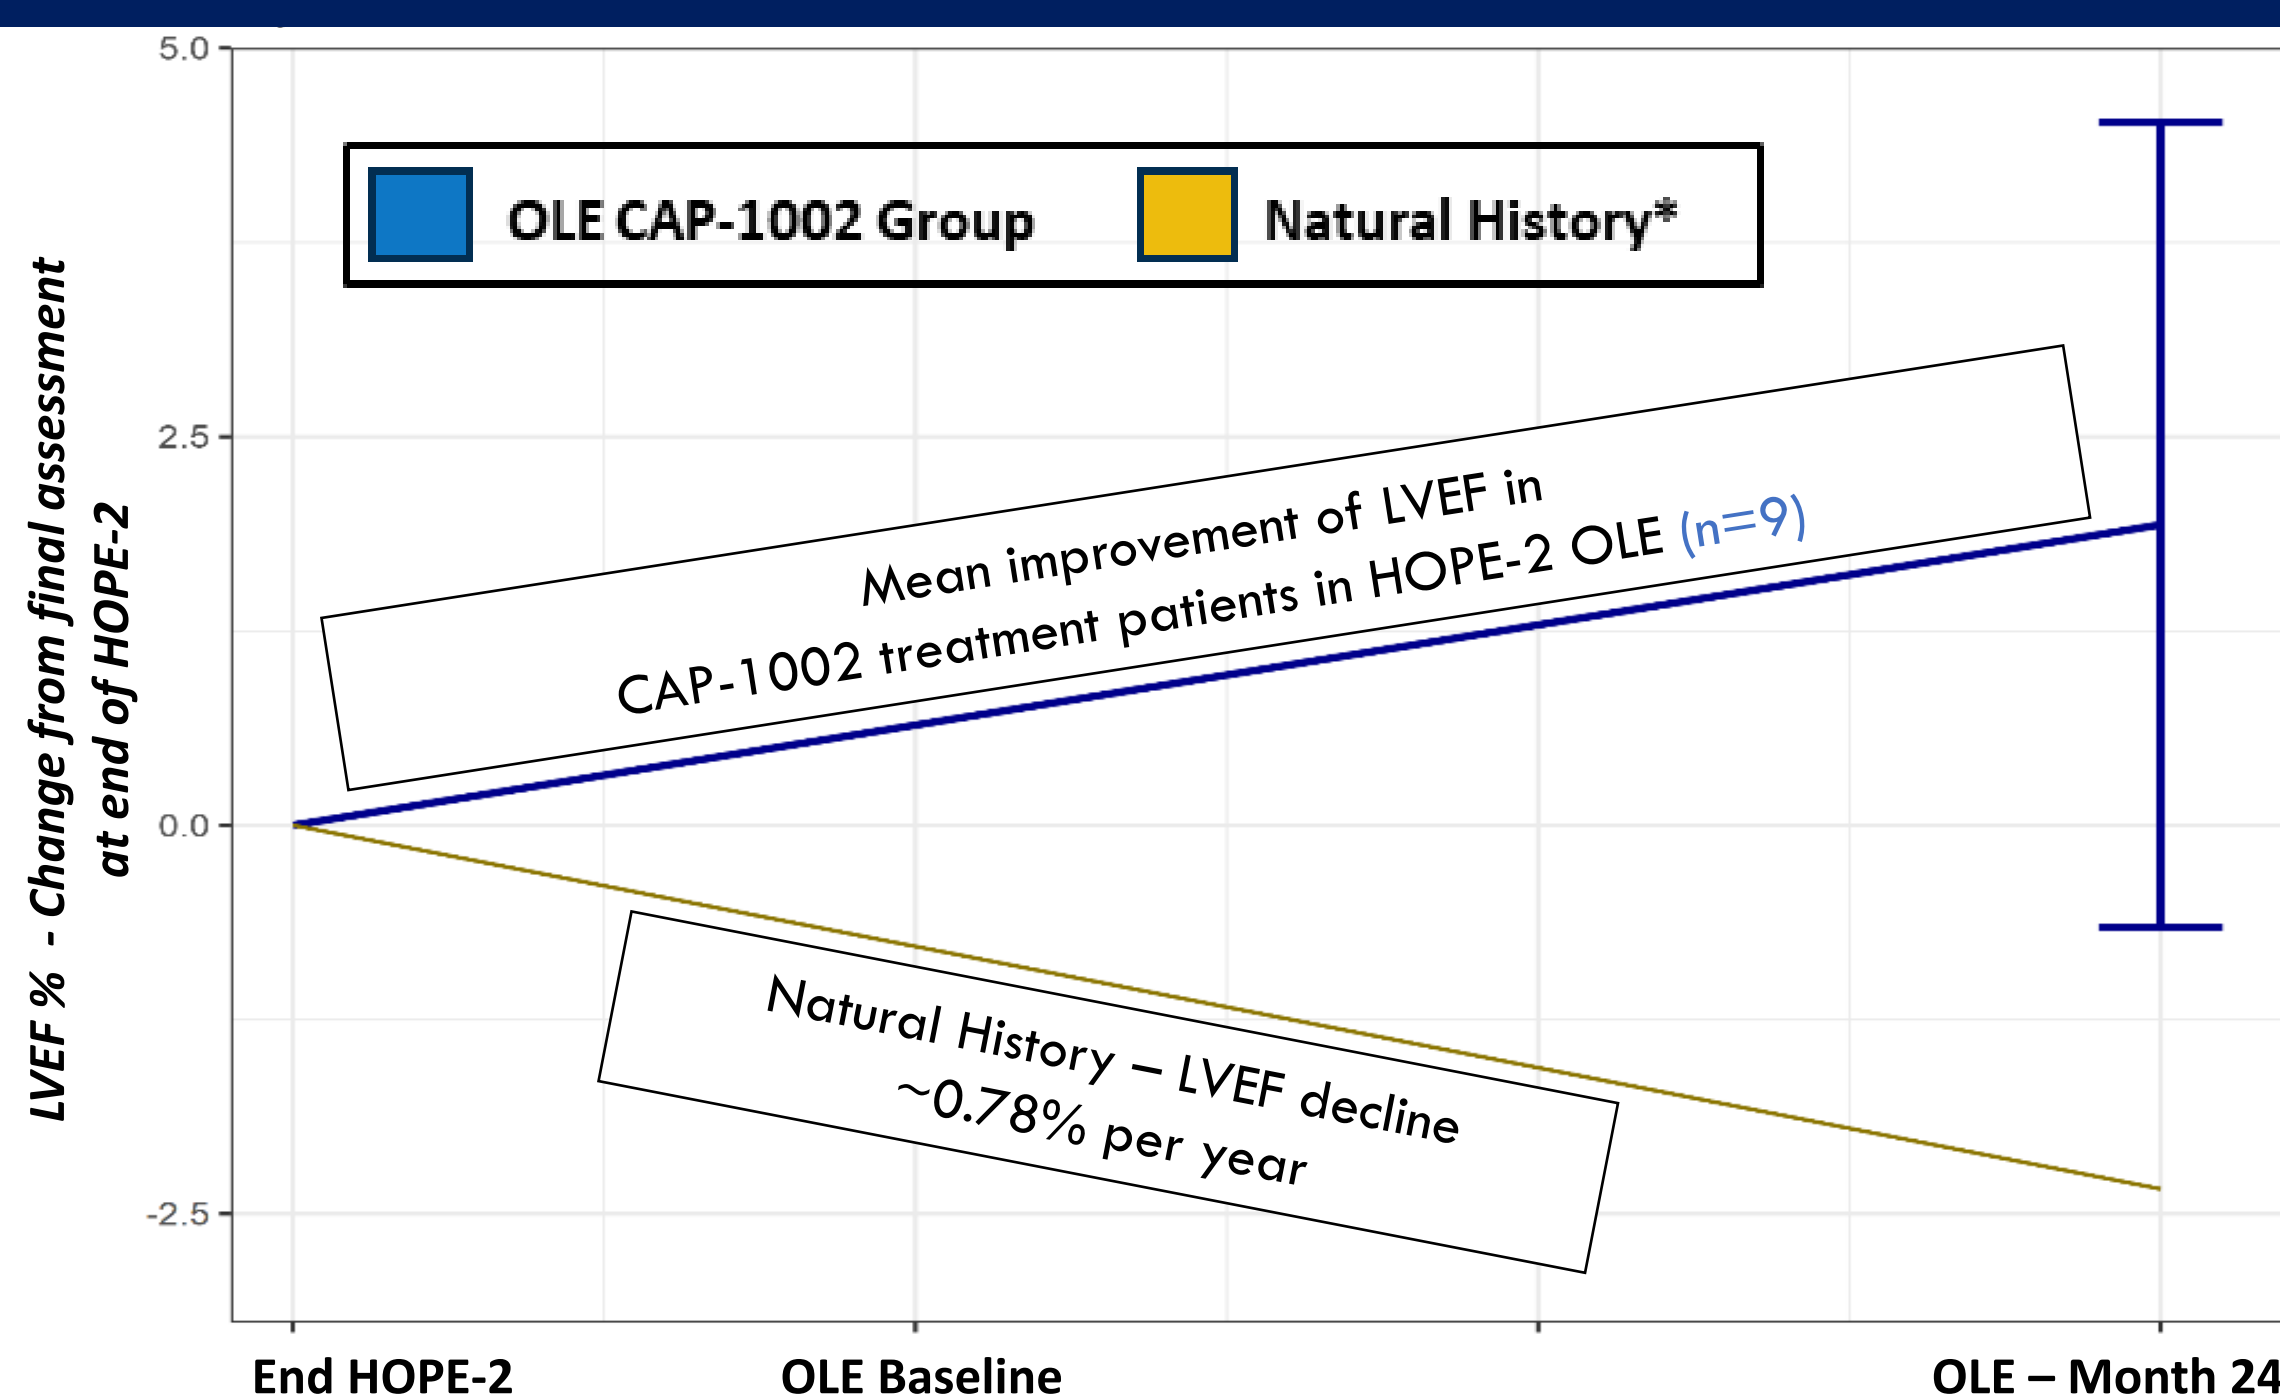 5.0
2.5
0.0
-2.5
LVEF % - Change from final assessment
at end of HOPE-2
OLE CAP-1002 Group
Natural History*
Mean improvement of LVEF in
CAP-1002 treatment patients in HOPE-2 OLE (n=9)
Natural History – LVEF decline
~0.78% per year
End HOPE-2
OLE Baseline
OLE – Month 24